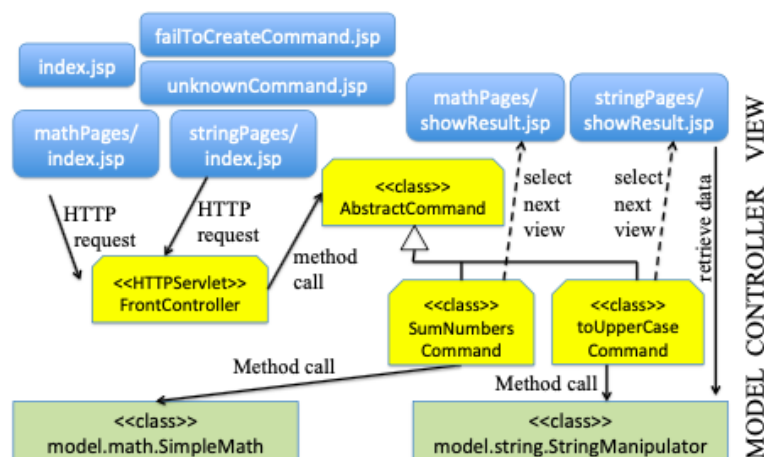 failToCreateCommand.jsp
index.jsp
unknownCommand.jsp
mathPages/
index.jsp
stringPages/
index.jsp
mathPages/
showResult.jsp
stringPages/
showResult.jsp
HTTP
request
HTTP
request
method
call
<<class>>
AbstractCommand
select
next
view
select
next
view
retrieve data
<<HTTPServlet>>
FrontController
<<class>>
SumNumbers
Command
<<class>>
toUpperCase
Command
Method call
Method call
<<class>>
model.math.SimpleMath
<<class>>
model.string.StringManipulator
MODEL CONTROLLER VIEW